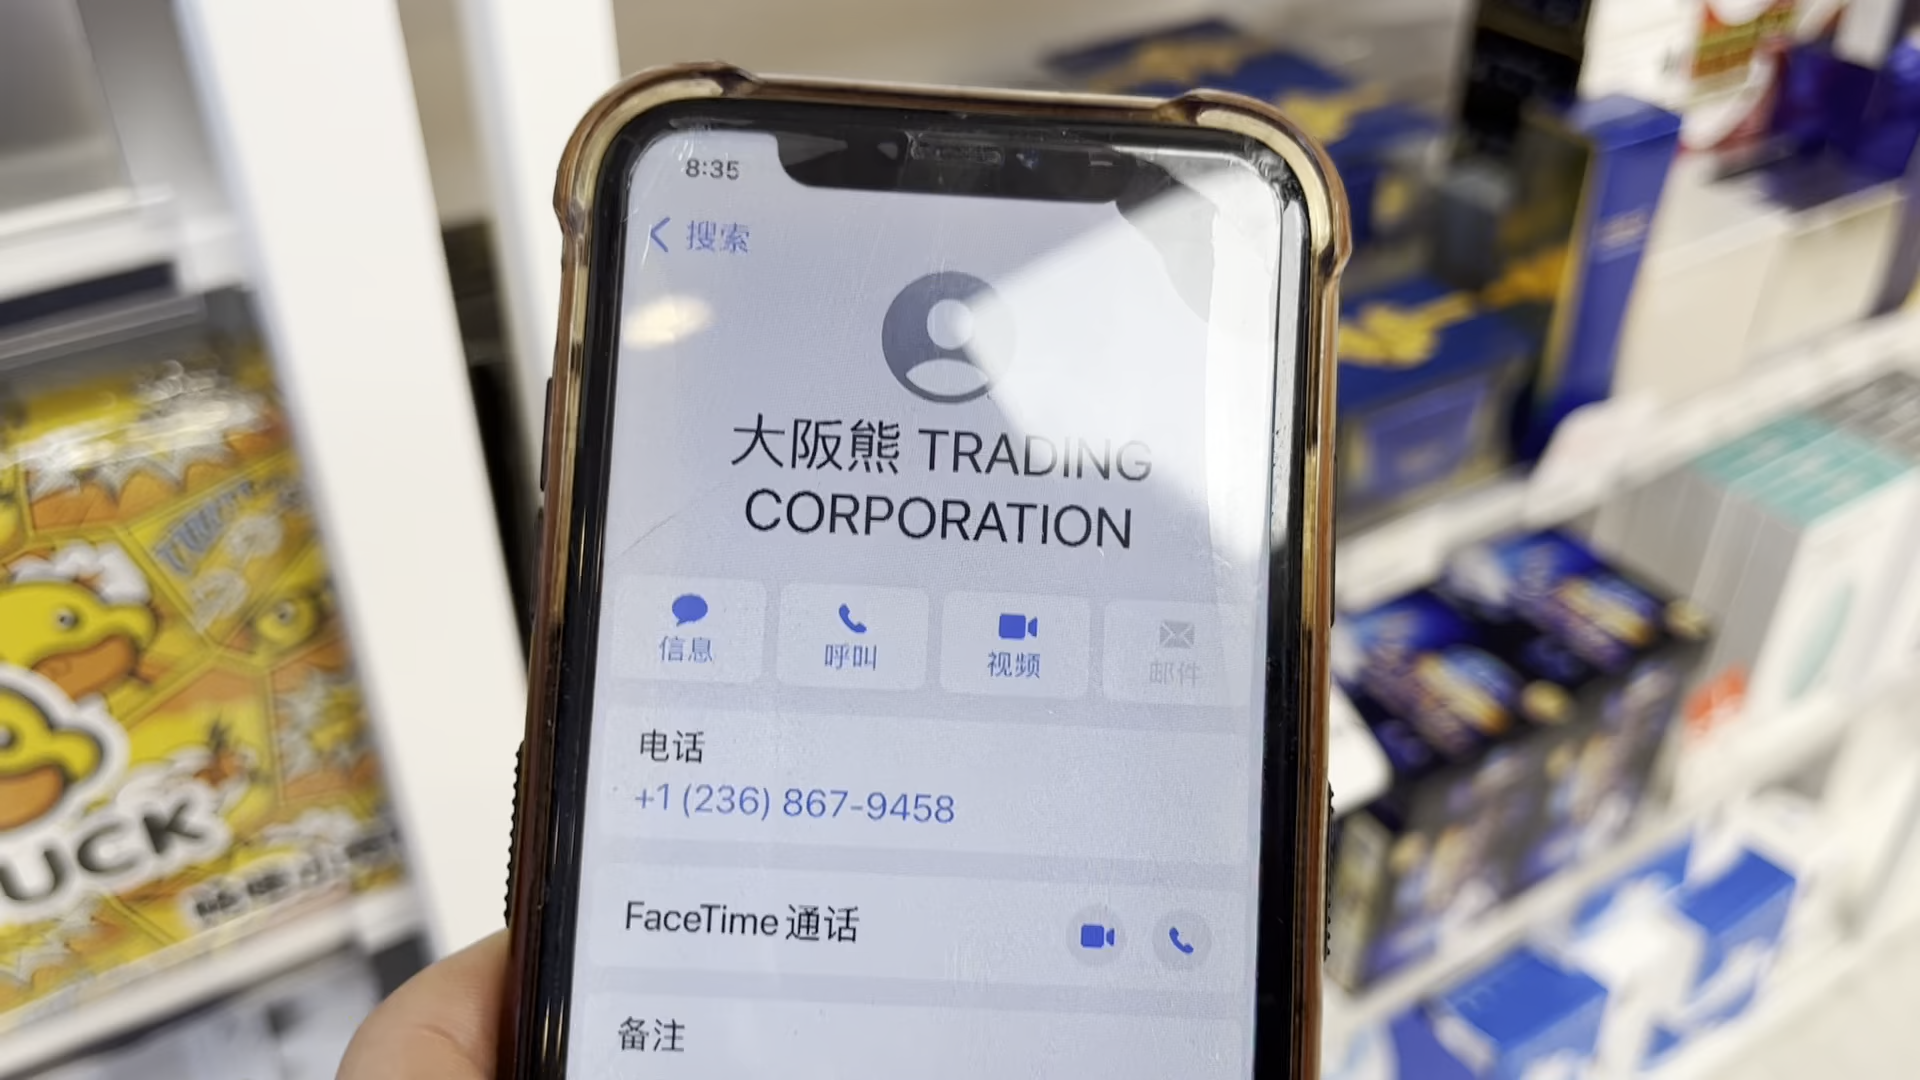 8:35
搜索
大阪熊 TRADING
CORPORATION
信息
呼叫
视频
邮件
电话
+1 (236) 867-9458
FaceTime 通话
备注
UCK